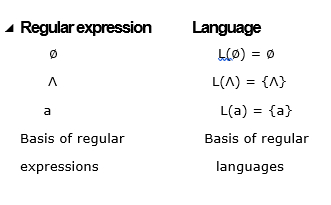 Regular expression Language
ø L(ø) = ø
Λ L(Λ) = {Λ}
a L(a) = {a}
Basis of regular Basis of regular
expressions languages